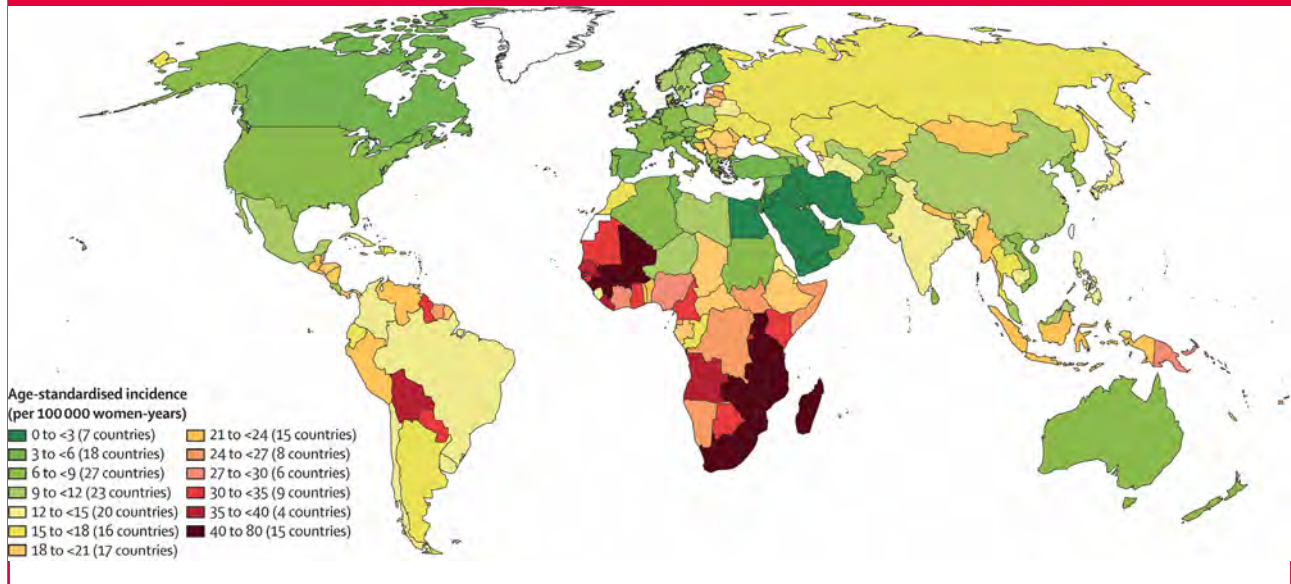 Age-standardised incidence
(per 100 000 women-years)
0 to <3 (7 countries)
3 to <6 (18 countries)
6 to <9 (27 countries)
9 to <12 (23 countries)
12 to <15 (20 countries)
15 to <18 (16 countries)
18 to <21 (17 countries)
21 to <24 (15 countries)
24 to <27 (8 countries)
27 to <30 (6 countries)
30 to <35 (9 countries)
35 to <40 (4 countries)
40 to 80 (15 countries)